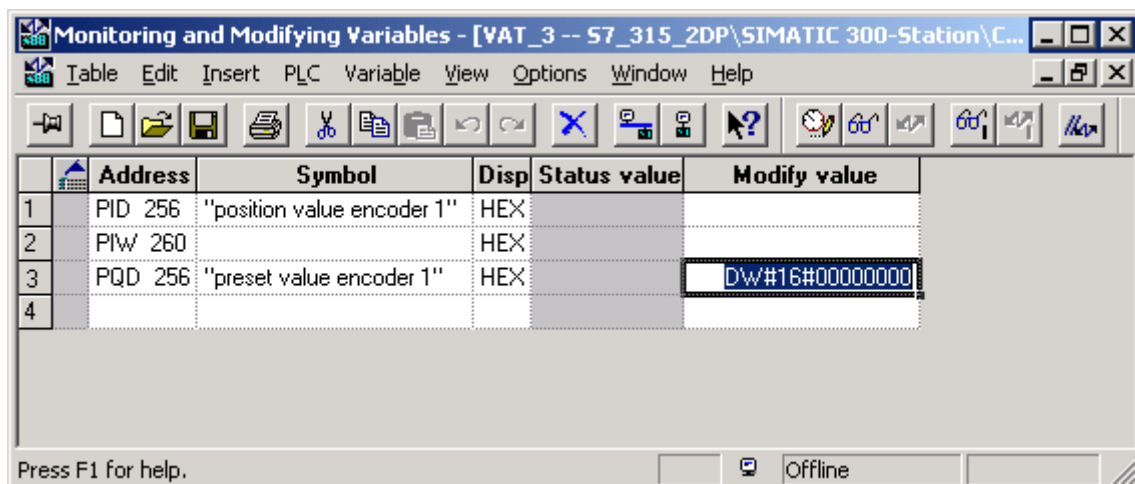 Monitoring and Modifying Variables - [VAT_3 -- S7_315_2DP\SIMATIC 300-Station\C...
Table Edit Insert PLC Variable View Options Window Help
Address Symbol Disp Status value Modify value
1 PID 256 "position value encoder 1" HEX
2 PIW 260 HEX
3 PQD 256 "preset value encoder 1" HEX DW#16#00000000
4
Press F1 for help. Offline